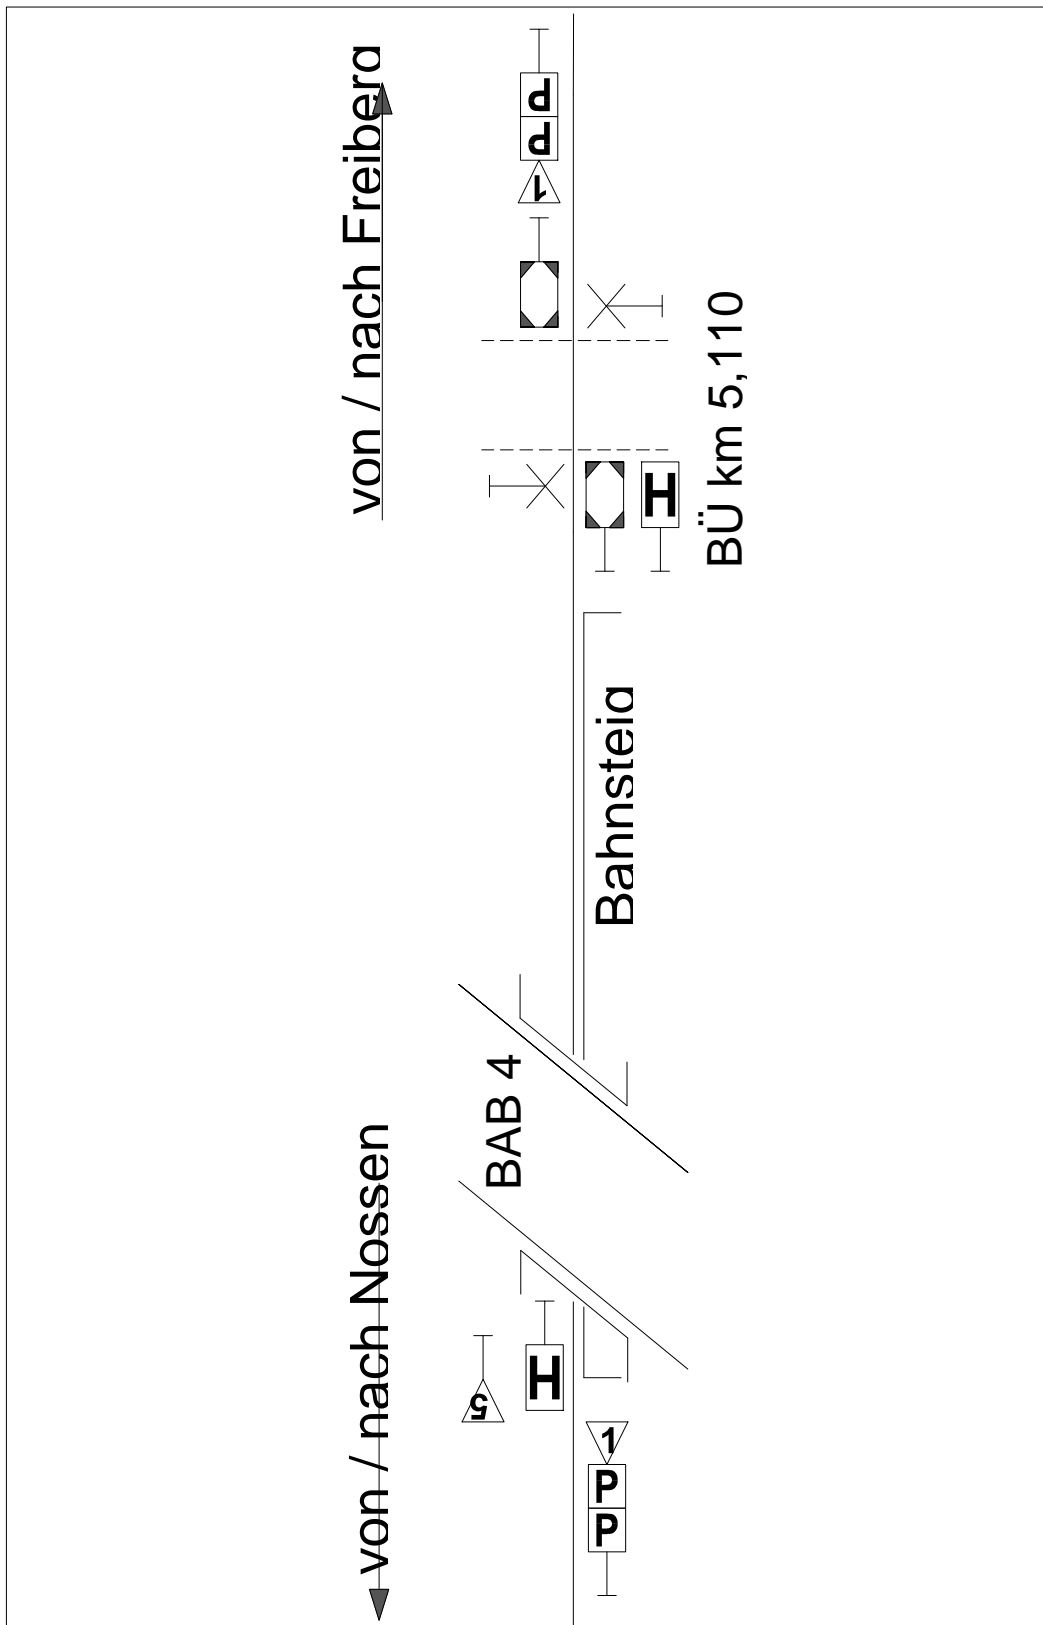 von / nach Freiberg
P
P
1
BÜ km 5,110
H
Bahnsteig
BAB 4
von / nach Nossen
5
H
1
P
P